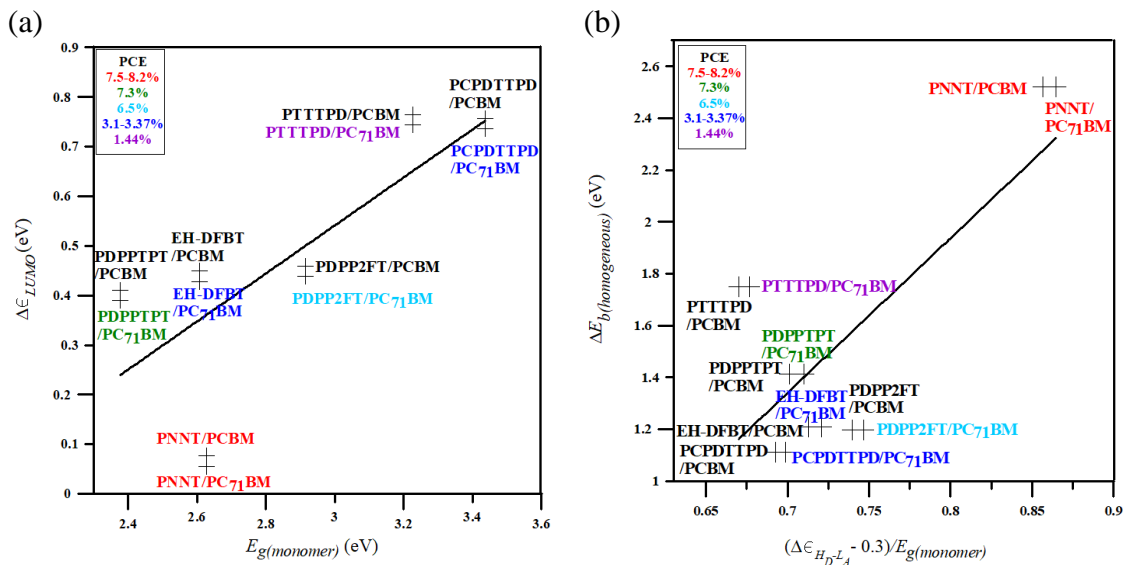 (a)
0.9
0.8
0.7
0.6
0.5
0.4
0.3
0.2
0.1
0
Δϵ LUMO (eV)
PCE
7.5-8.2%
7.3%
6.5%
3.1-3.37%
1.44%
PCPDTTPD
/PCBM
PTTTPD/PCBM
PTTTPD/PC71BM
PCPDTTPD
/PC71BM
EH-DFBT
/PCBM
PDPPTPT
/PCBM
PDPP2FT/PCBM
EH-DFBT
/PC71BM
PDPP2FT/PC71BM
PDPPTPT
/PC71BM
PNNT/PCBM
PNNT/PC71BM
2.4 2.6 2.8 3 3.2 3.4 3.6
Eg(monomer) (eV)
(b)
2.6
2.4
2.2
2
1.8
1.6
1.4
1.2
1
ΔEb(homogeneous) (eV)
PCE
7.5-8.2%
7.3%
6.5%
3.1-3.37%
1.44%
PNNT/PCBM
PNNT/
PC71BM
PTTTPD/PC71BM
PTTTPD
/PCBM
PDPPTPT
/PC71BM
PDPPTPT
/PCBM
PDPP2FT
/PCBM
EH-DFBT
/PC71BM
EH-DFBT/PCBM
PDPP2FT/PC71BM
PCPDTTPD
/PCBM
PCPDTTPD/PC71BM
0.65 0.7 0.75 0.8 0.85 0.9
(Δϵ HD-LA - 0.3)/Eg(monomer)